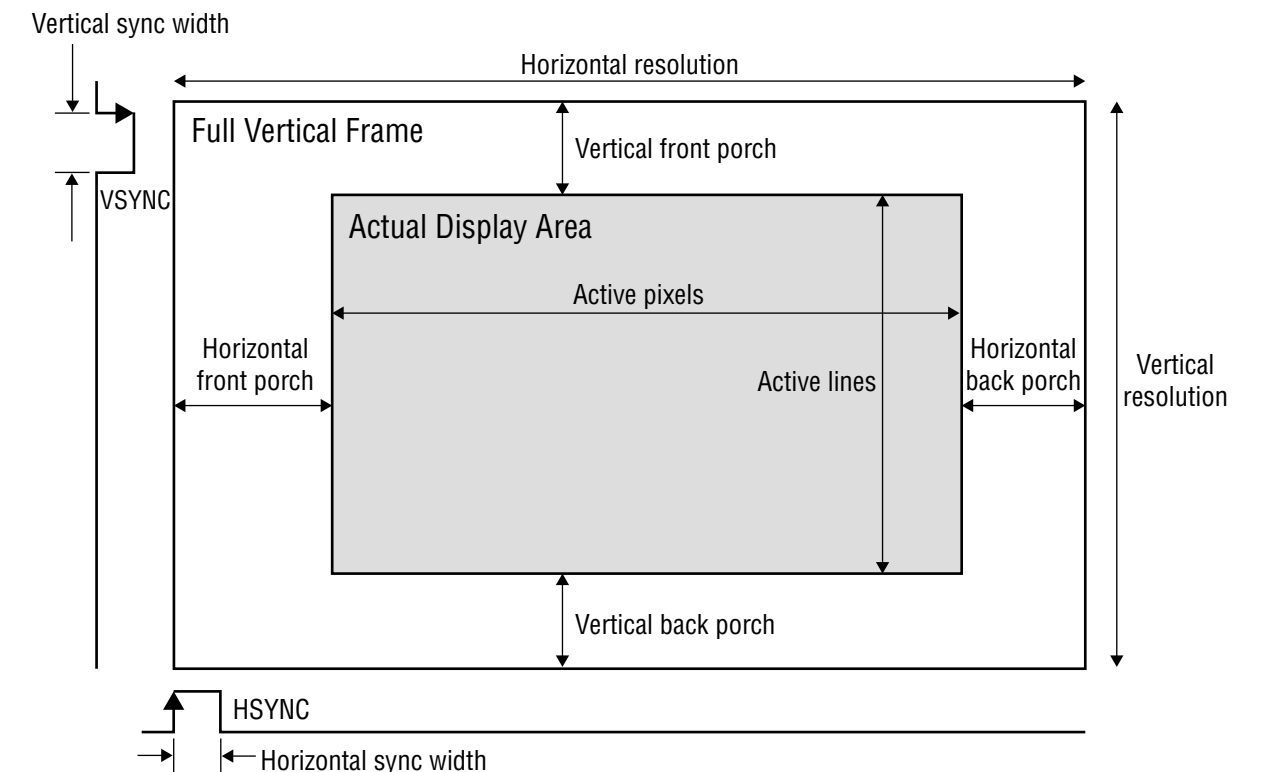 Vertical sync width
Horizontal resolution
Full Vertical Frame
Vertical front porch
VSYNC
Actual Display Area
Active pixels
Horizontal
front porch
Active lines
Horizontal
back porch
Vertical
resolution
Vertical back porch
HSYNC
Horizontal sync width